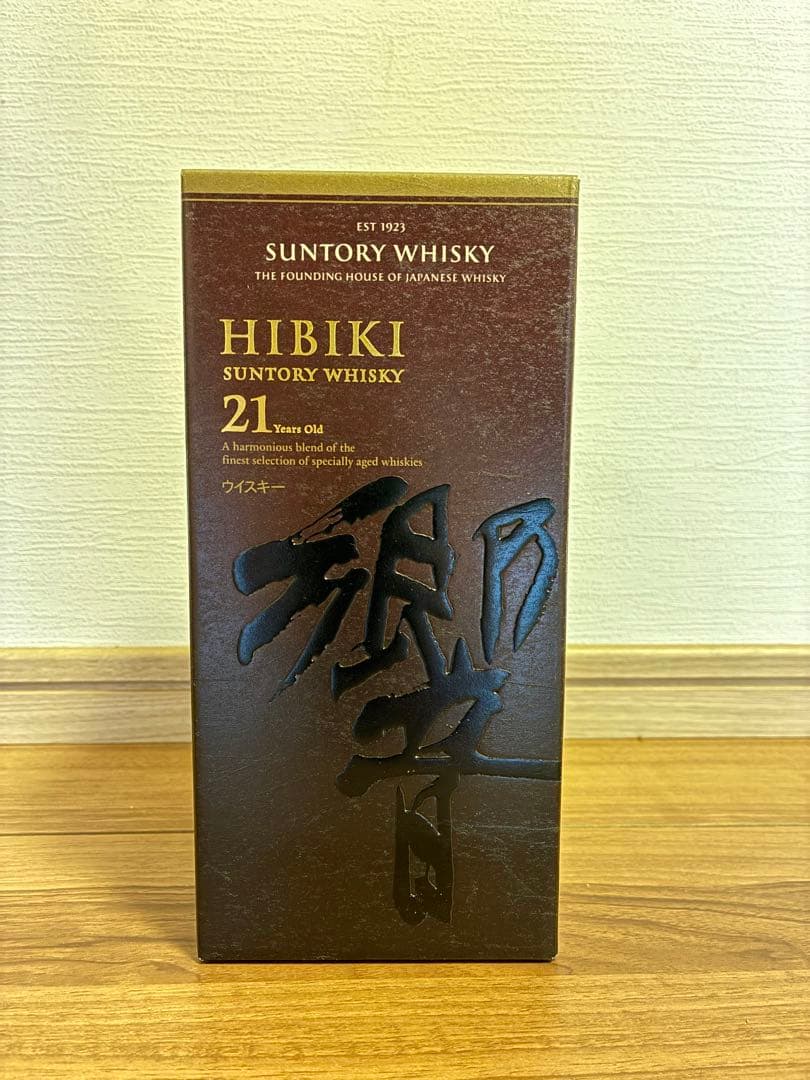 EST 1923
SUNTORY WHISKY
THE FOUNDING HOUSE OF JAPANESE WHISKY
HIBIKI
SUNTORY WHISKY
21 Years Old
A harmonious blend of the
finest selection of specially aged whiskies
ウイスキー
響